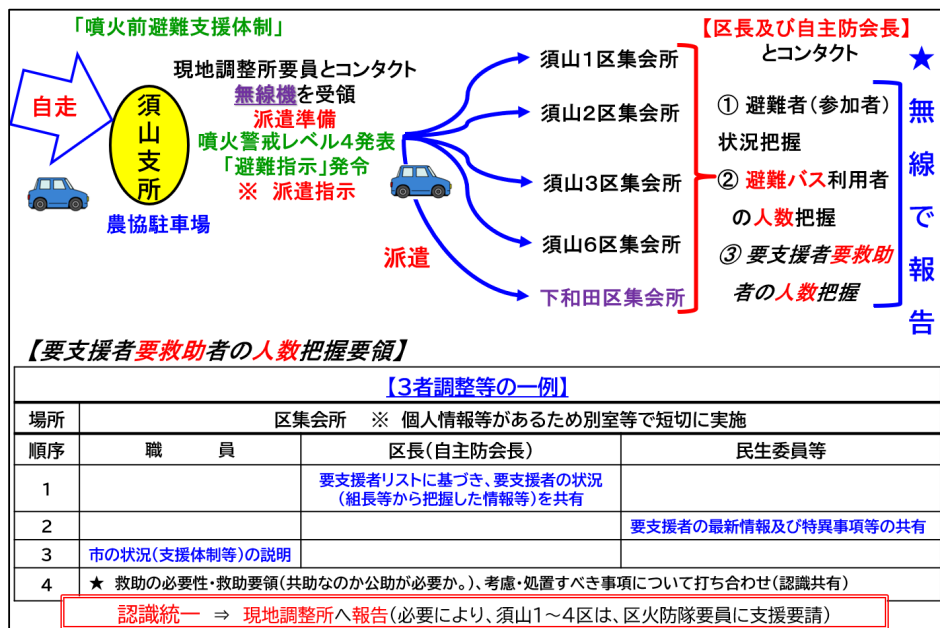 「噴火前避難支援体制」
自走
須山支所
農協駐車場
現地調整所要員とコンタクト
無線機を受領
派遣準備
噴火警戒レベル4発表
「避難指示」発令
※ 派遣指示
派遣
須山1区集会所
須山2区集会所
須山3区集会所
須山6区集会所
下和田区集会所
【区長及び自主防会長】
とコンタクト
① 避難者(参加者)
状況把握
② 避難バス利用者
の人数把握
③ 要支援者要救助
者の人数把握
★無線で報告
【要支援者要救助者の人数把握要領】
【3者調整等の一例】
場所 区集会所 ※ 個人情報等があるため別室等で短切に実施
順序 職 員 区長(自主防会長) 民生委員等
1 要支援者リストに基づき、要支援者の状況
(組長等から把握した情報等)を共有
2 要支援者の最新情報及び特異事項等の共有
3 市の状況(支援体制等)の説明
4 ★ 救助の必要性・救助要領(共助なのか公助が必要か。)、考慮・処置すべき事項について打ち合わせ(認識共有)
認識統一 ⇒ 現地調整所へ報告(必要により、須山1~4区は、区火防隊要員に支援要請)